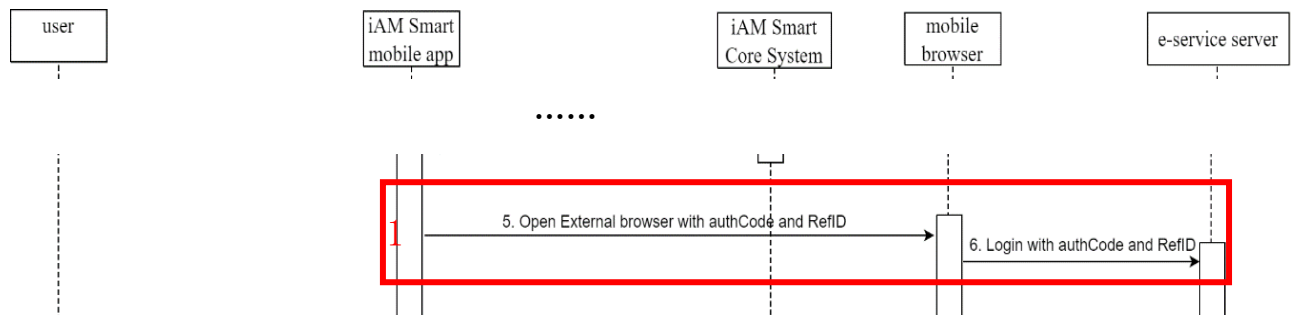 user
iAM Smart
mobile app
iAM Smart
Core System
mobile
browser
e-service server
......
1
5. Open External browser with authCode and RefID
6. Login with authCode and RefID